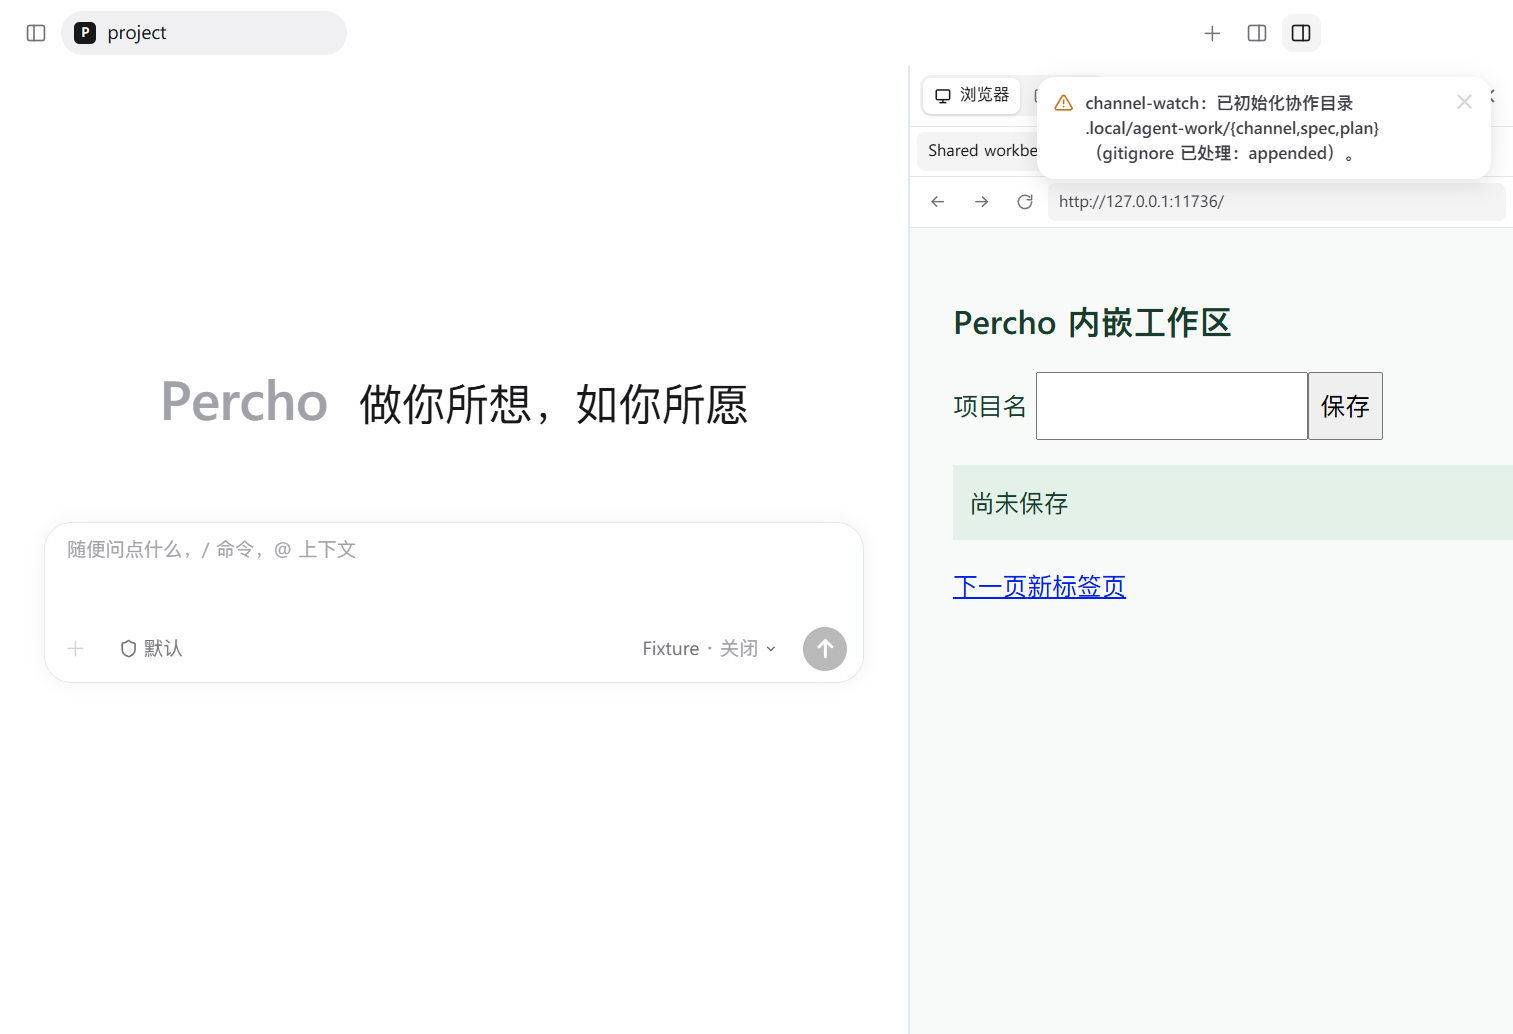 P project
浏览器
channel-watch：已初始化协作目录
.local/agent-work/{channel,spec,plan}
（gitignore 已处理：appended）。
Shared workbe
http://127.0.0.1:11736/
Percho 内嵌工作区
项目名
保存
尚未保存
下一页新标签页
Percho 做你所想，如你所愿
随便问点什么，/ 命令，@ 上下文
默认
Fixture · 关闭